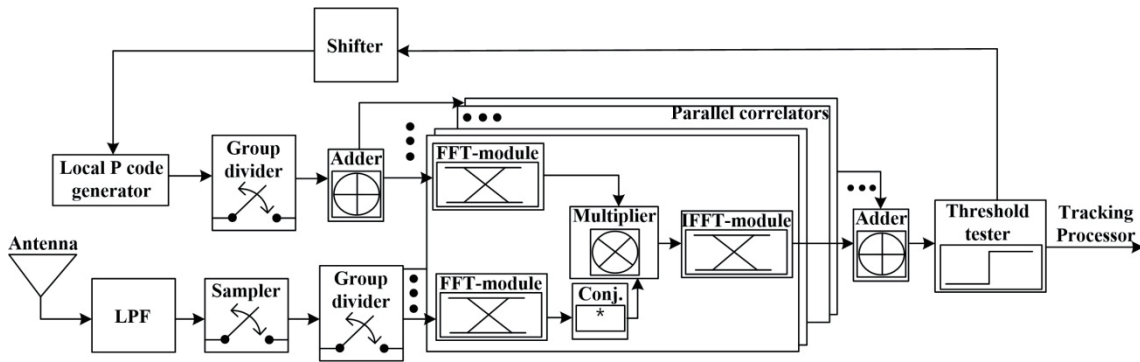 Shifter
Parallel correlators
Local P code
generator
Group
divider
Adder
FFT-module
Multiplier
IFFT-module
Adder
Threshold
tester
Tracking
Processor
Antenna
LPF
Sampler
Group
divider
FFT-module
Conj.
*